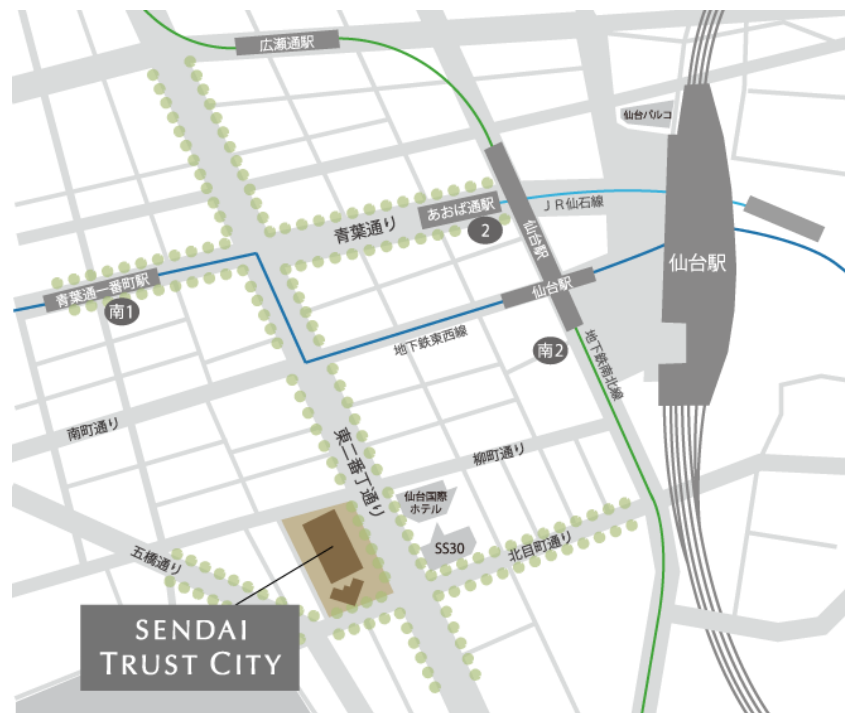 広瀬通駅
仙台パルコ
あおば通駅
2
JR仙石線
青葉通り
仙台駅
仙台駅
仙台駅
青葉通一番町駅
南1
地下鉄東西線
南2
地下鉄南北線
南町通り
東二番丁通り
柳町通り
仙台国際
ホテル
SS30
北目町通り
五橋通り
SENDAI
TRUST CITY